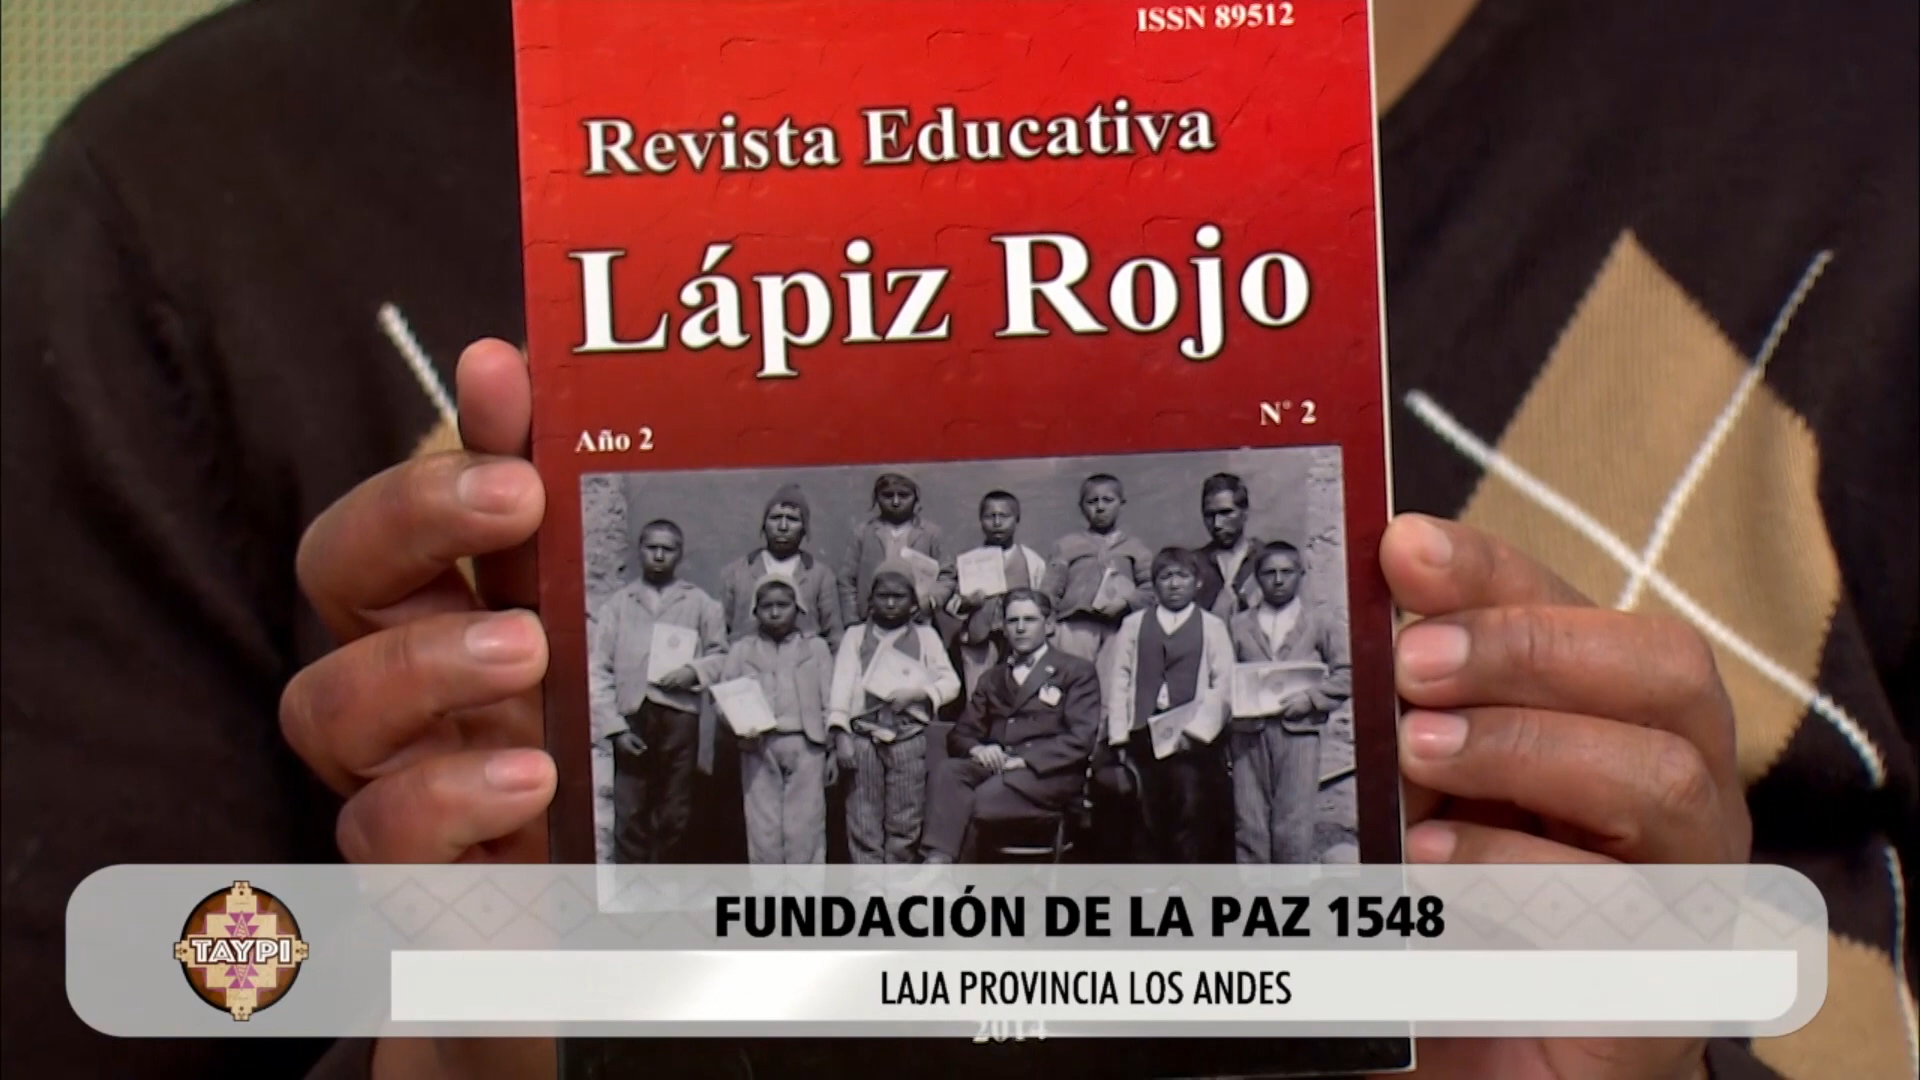 ISSN 89512
Revista Educativa
Lápiz Rojo
N° 2
Año 2
FUNDACIÓN DE LA PAZ 1548
TAYPI
LAJA PROVINCIA LOS ANDES
2014